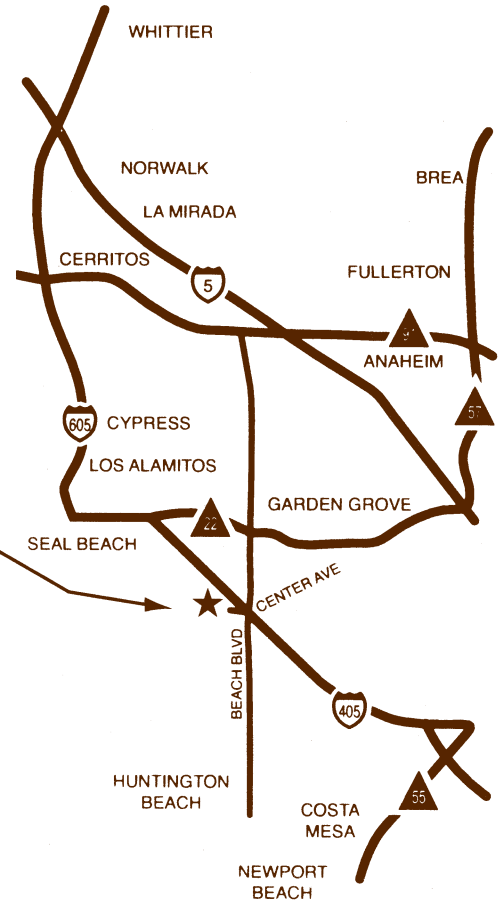 WHITTIER
NORWALK
BREA
LA MIRADA
CERRITOS
FULLERTON
5
91
ANAHEIM
57
605
CYPRESS
LOS ALAMITOS
GARDEN GROVE
22
SEAL BEACH
CENTER AVE
BEACH BLVD
405
HUNTINGTON
BEACH
55
COSTA
MESA
NEWPORT
BEACH